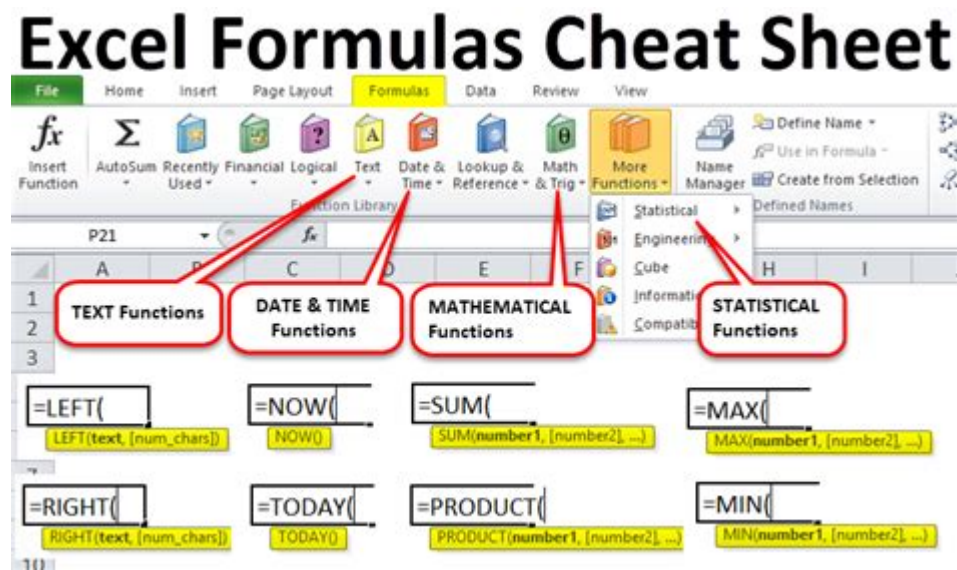 Excel Formulas Cheat Sheet
File Home Insert Page Layout Formulas Data Review View
fx Σ ? A θ
Insert Function
AutoSum
Recently Used
Financial
Logical
Text
Date & Time
Lookup & Reference
Math & Trig
More Functions
Name Manager
Define Name
Use in Formula
Create from Selection
Function Library
Defined Names
Statistical
Engineering
Cube
P21 fx
A C E F H I
1
2
3
TEXT Functions
DATE & TIME
Functions
MATHEMATICAL
Functions
STATISTICAL
Functions
=LEFT( =NOW( =SUM( =MAX(
LEFT(text, [num_chars]) NOW() SUM(number1, [number2], ...) MAX(number1, [number2], ...)
=RIGHT( =TODAY( =PRODUCT( =MIN(
RIGHT(text, [num_chars]) TODAY() PRODUCT(number1, [number2], ...) MIN(number1, [number2], ...)
10